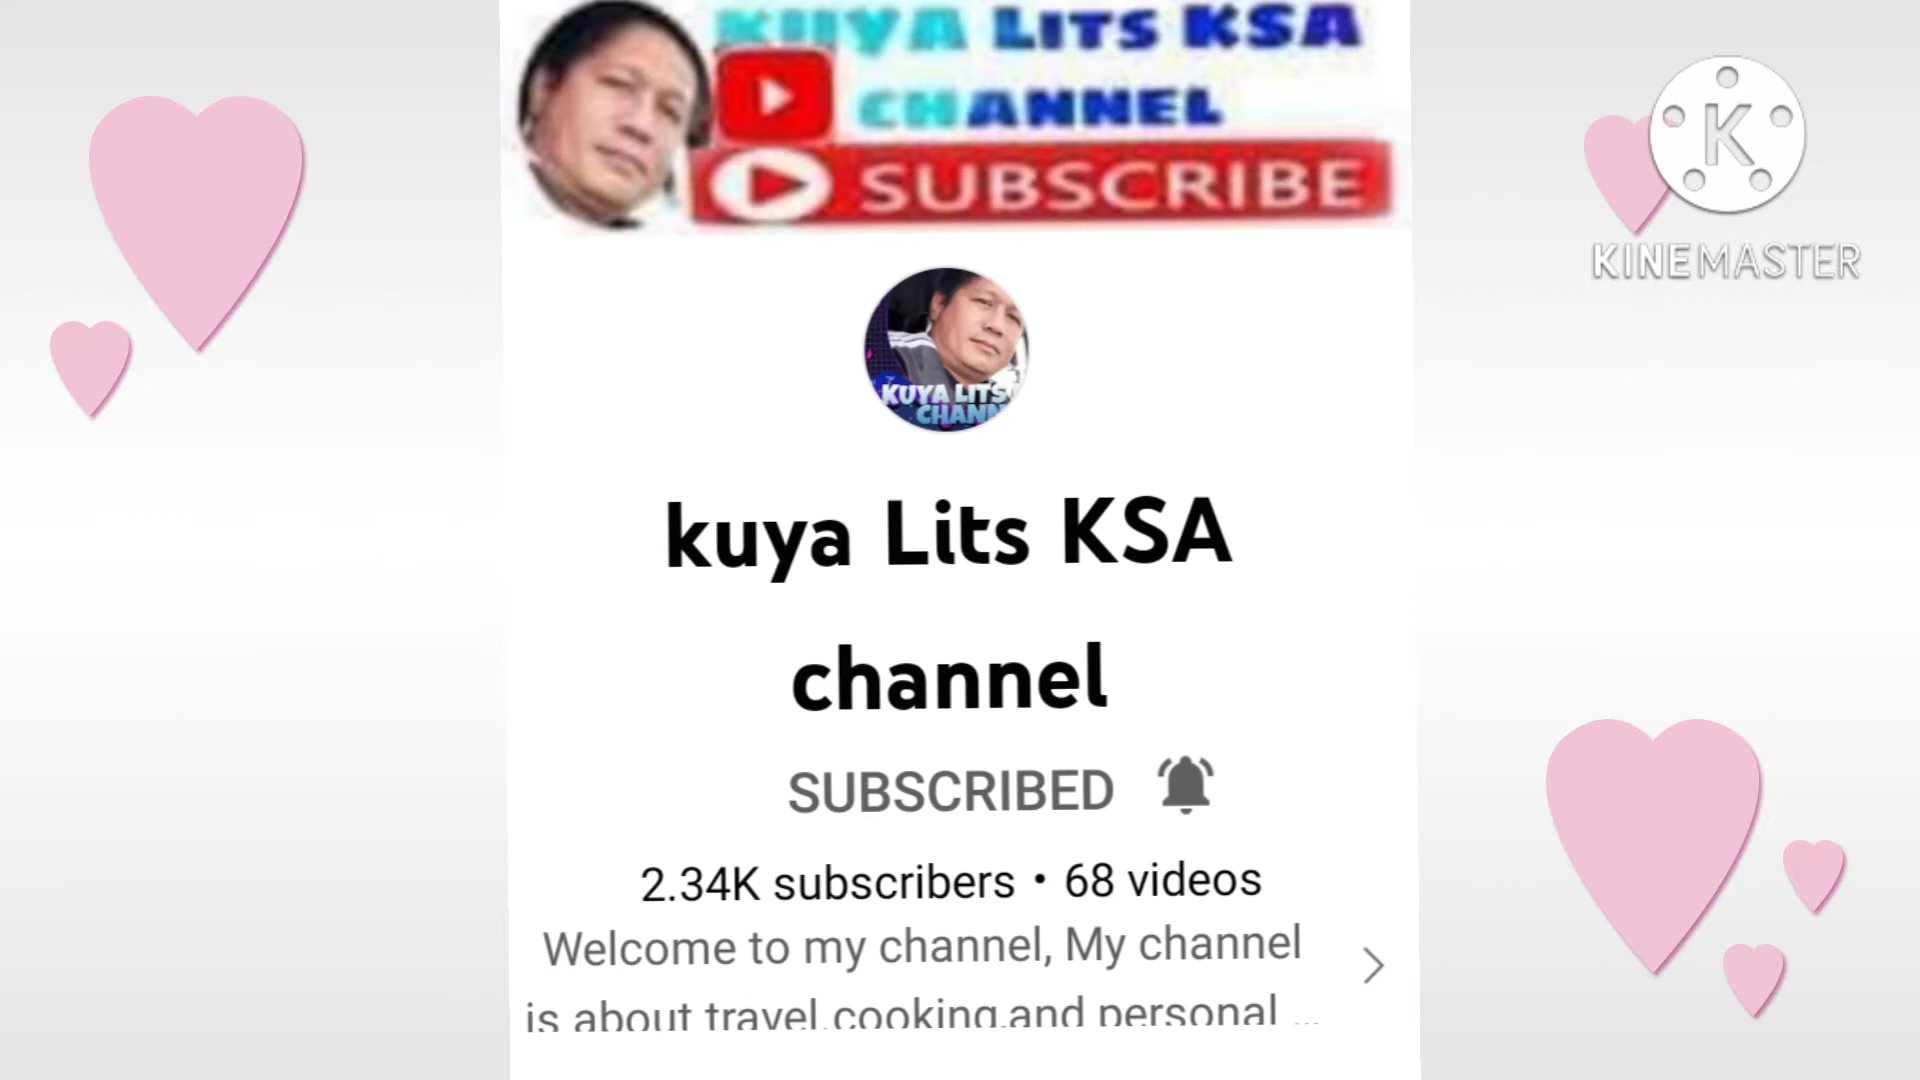 KUYA LITS KSA
CHANNEL
SUBSCRIBE
K
KINEMASTER
KUYA LITS
CHANN
kuya Lits KSA
channel
SUBSCRIBED
2.34K subscribers • 68 videos
Welcome to my channel, My channel
is about travel,cooking,and personal ...